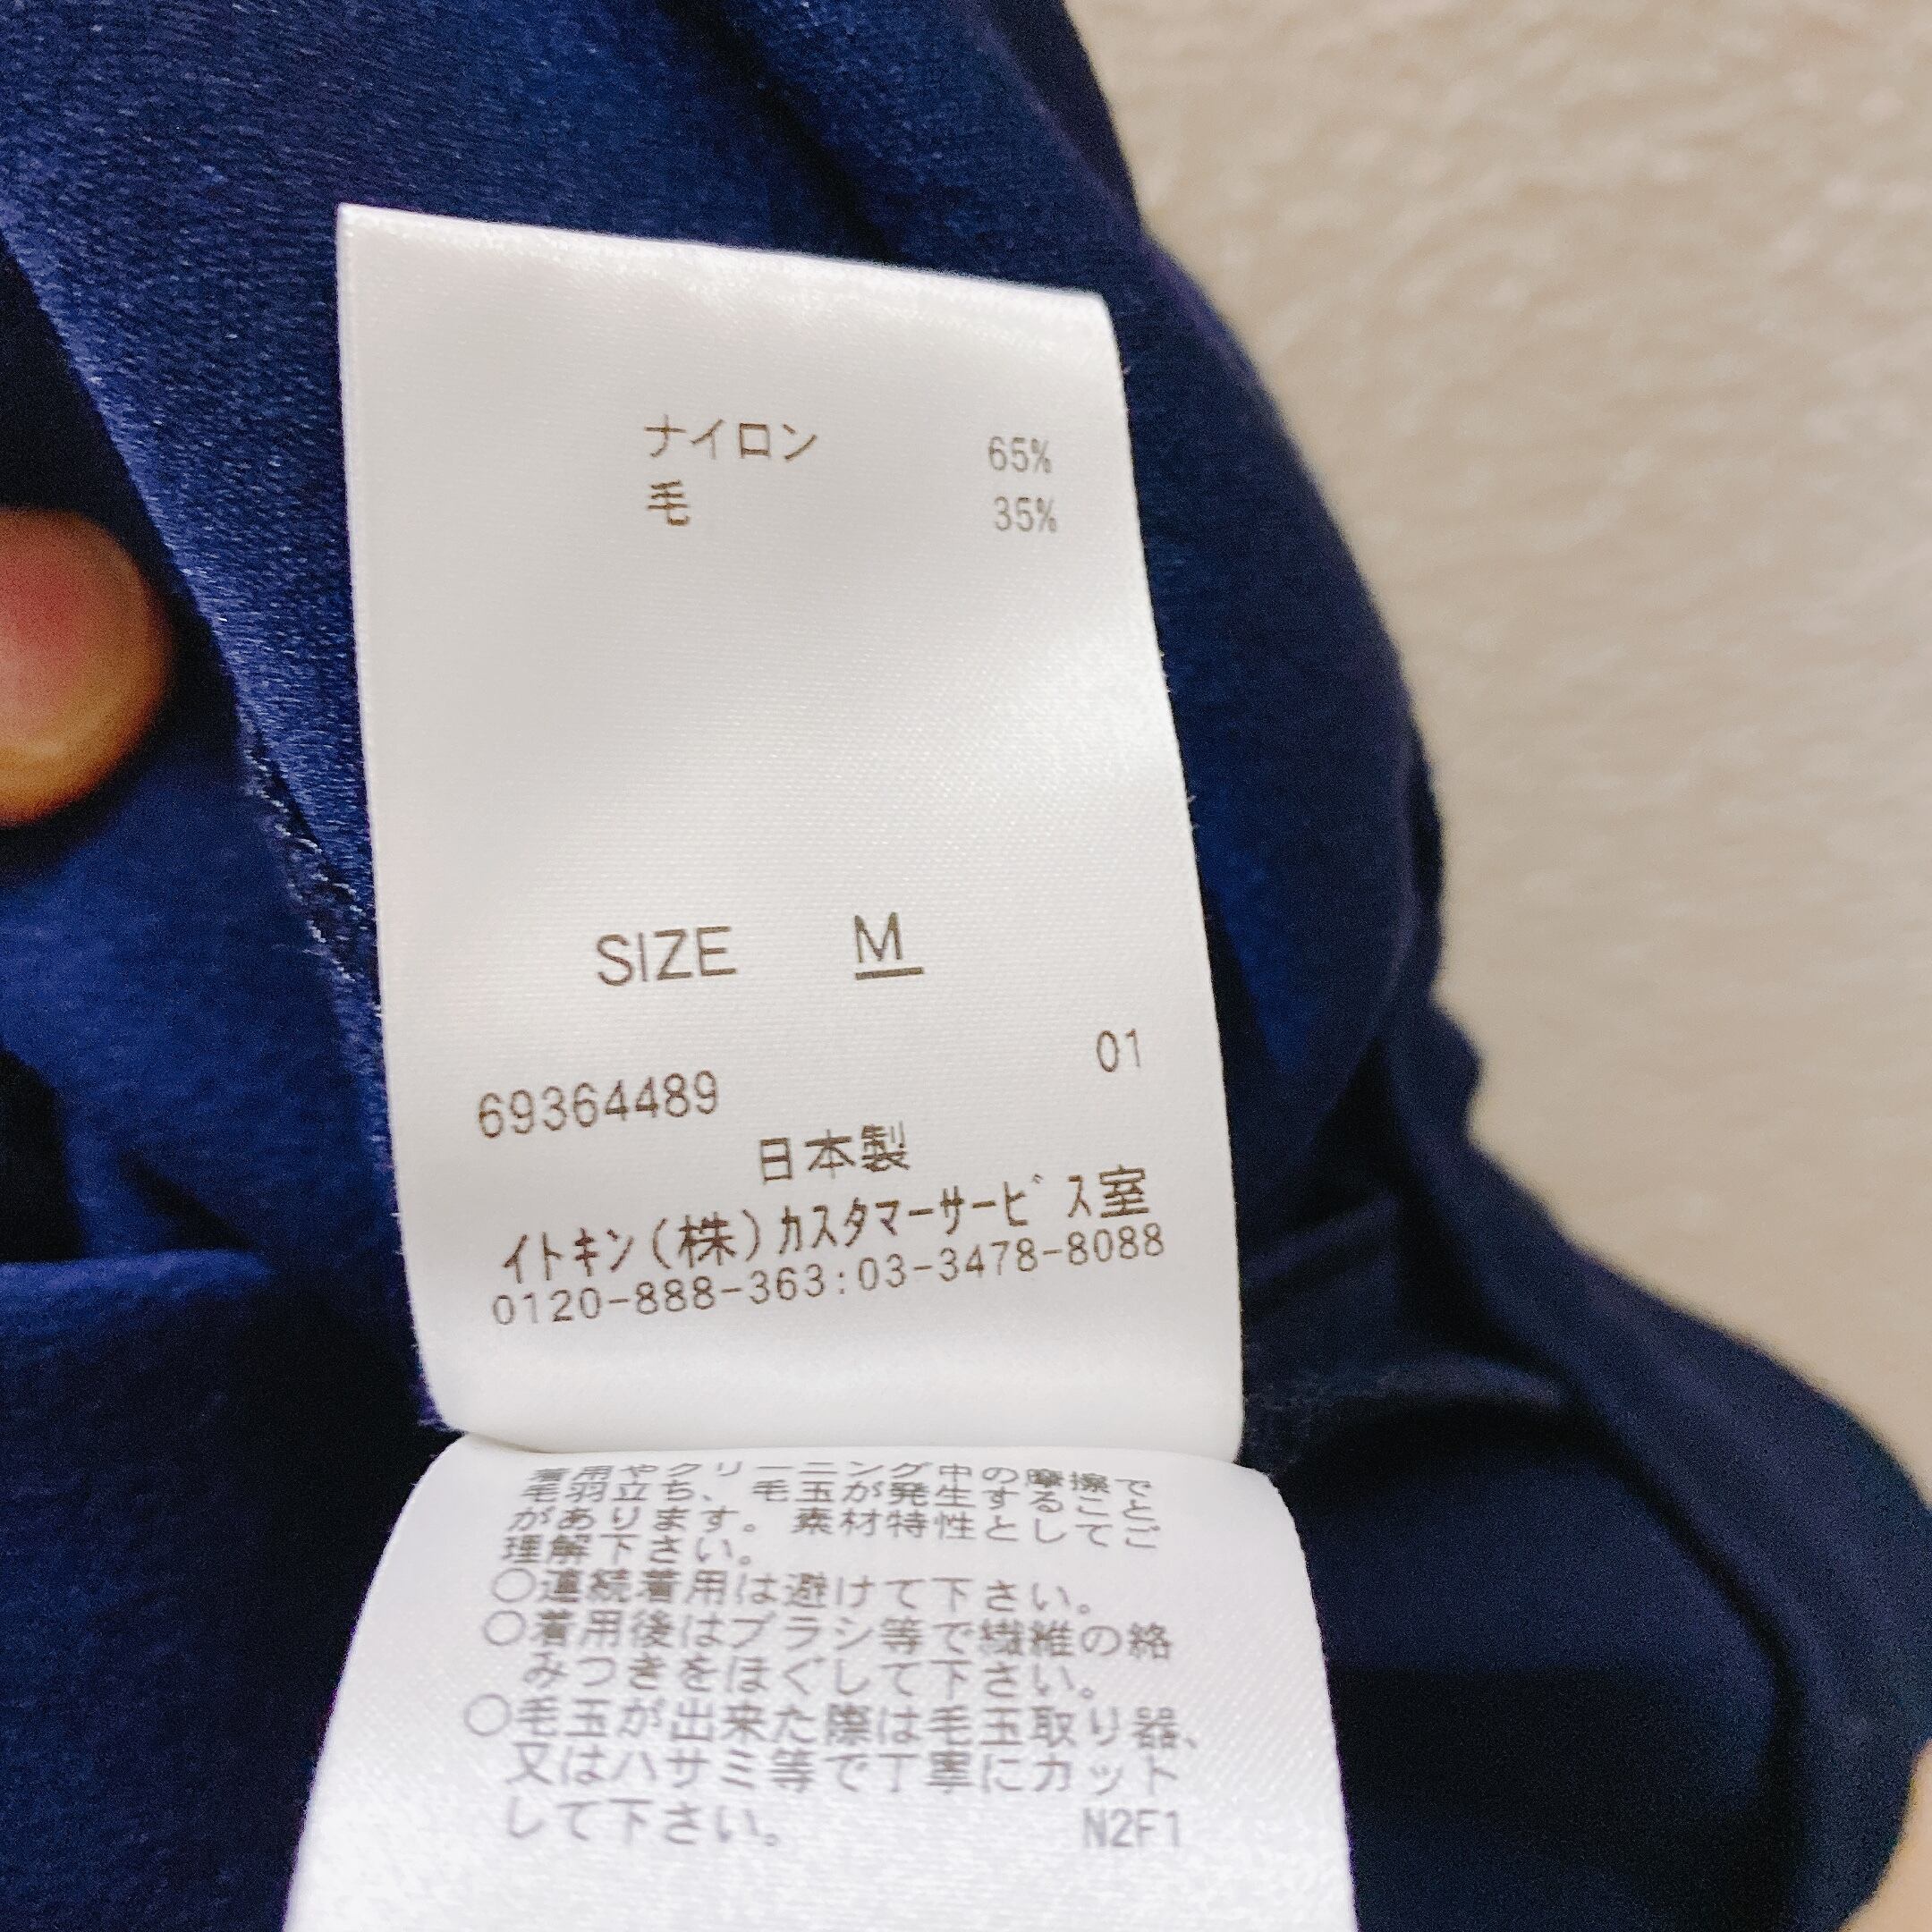 ナイロン 65%
毛 35%
SIZE M
01
69364489
日本製
イトキン(株)カスタマーサービス室
0120-888-363:03-3478-8088
着用やクリーニング中の摩擦で
毛羽立ち、毛玉が発生すること
があります。素材特性としてご
理解下さい。
○連続着用は避けて下さい。
○着用後はブラシ等で繊維の絡
みつきをほぐして下さい。
○毛玉が出来た際は毛玉取り器、
又はハサミ等で丁寧にカット
して下さい。 N2F1